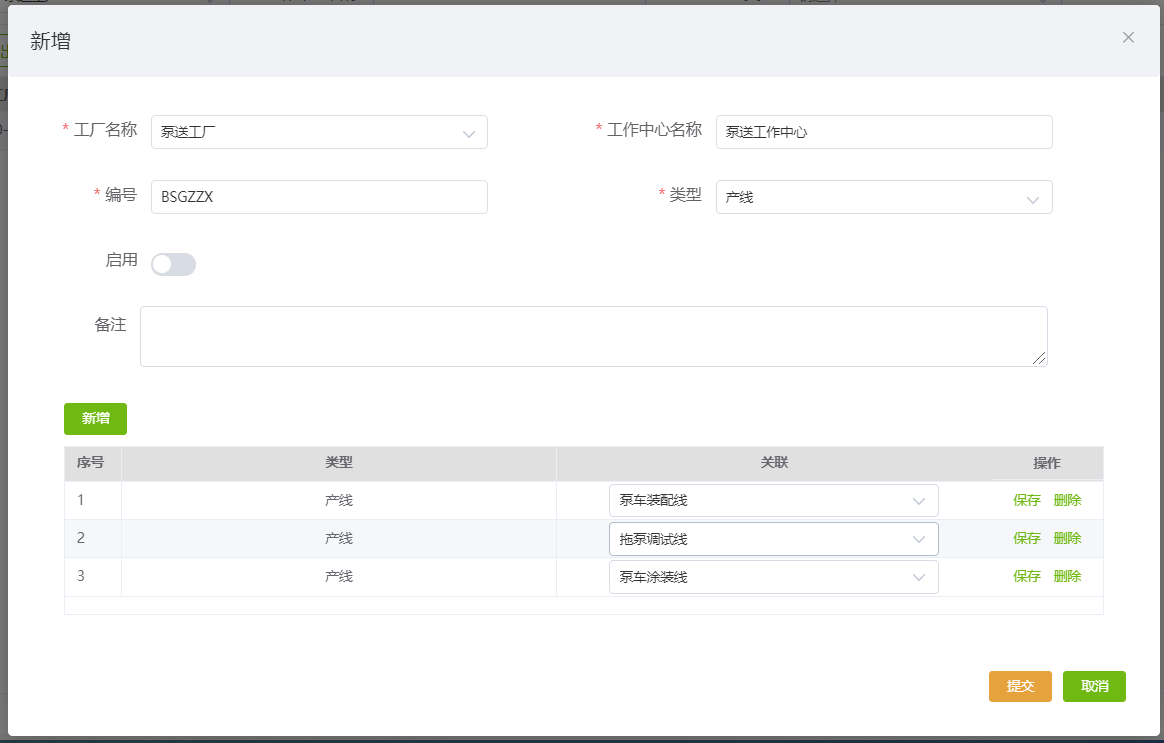 新增
* 工厂名称 泵送工厂 * 工作中心名称 泵送工作中心
* 编号 BSGZZX * 类型 产线
启用
备注
新增
序号 类型 关联 操作
1 产线 泵车装配线 保存 删除
2 产线 拖泵调试线 保存 删除
3 产线 泵车涂装线 保存 删除
提交 取消